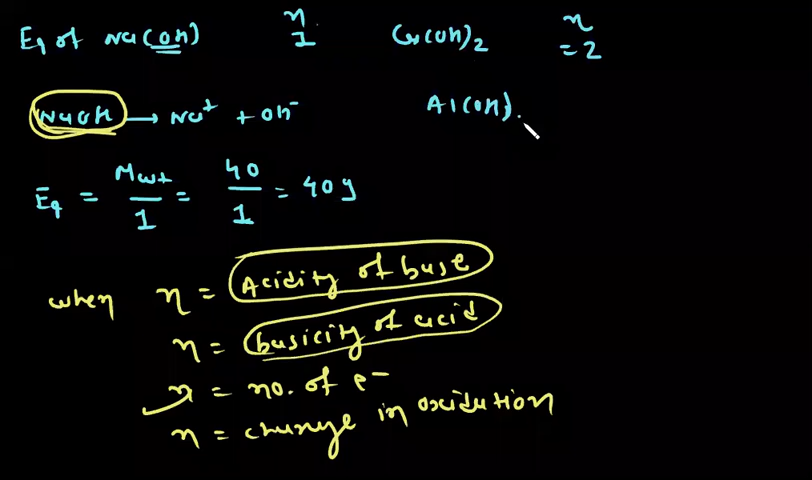 Eq of Na(OH) n 1 Ca(OH)2 n = 2
NaOH → Na+ + OH- Al(OH).
Eq = Mwt/1 = 40/1 = 40 g
when n = Acidity of base
n = basicity of acid
n = no. of e-
n = change in oxidation